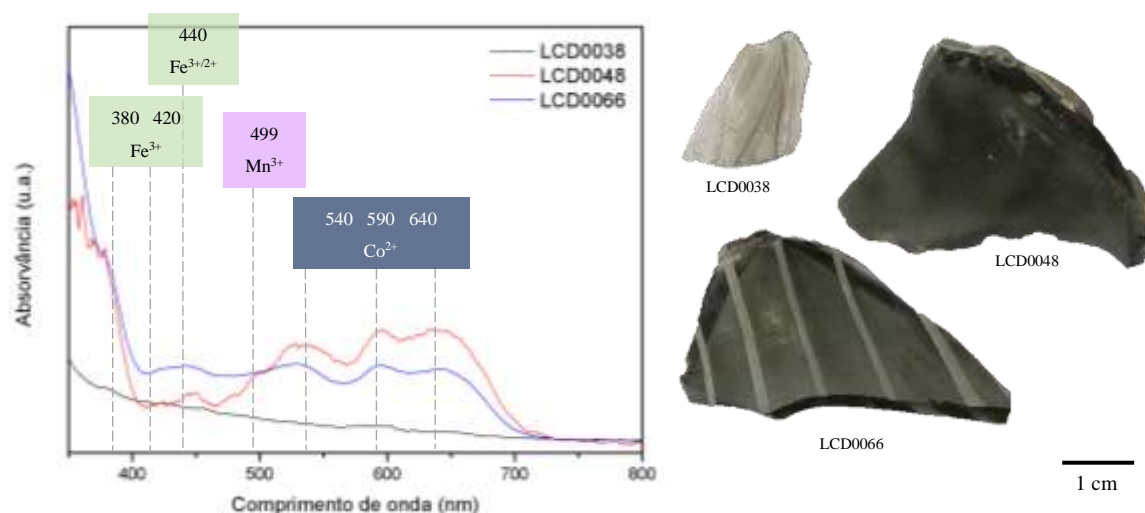 440
Fe³⁺/²⁺
380 420
Fe³⁺
499
Mn³⁺
540 590 640
Co²⁺
LCD0038
LCD0048
LCD0066
Absorvância (u.a.)
400 500 600 700 800
Comprimento de onda (nm)
LCD0038
LCD0048
LCD0066
1 cm